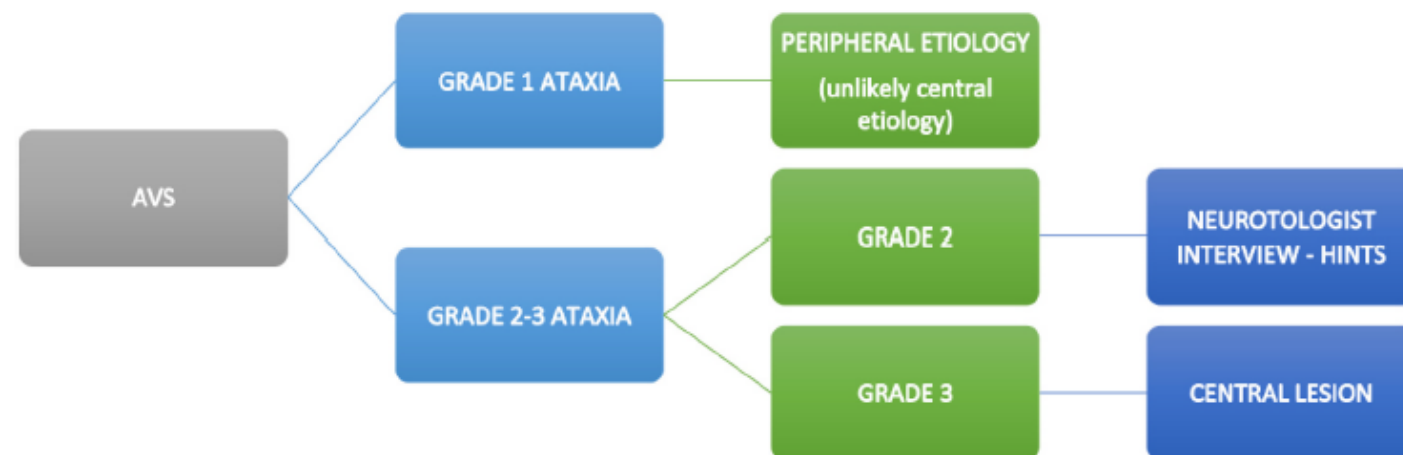 AVS
GRADE 1 ATAXIA
PERIPHERAL ETIOLOGY
(unlikely central
etiology)
GRADE 2-3 ATAXIA
GRADE 2
NEUROTOLOGIST
INTERVIEW - HINTS
GRADE 3
CENTRAL LESION